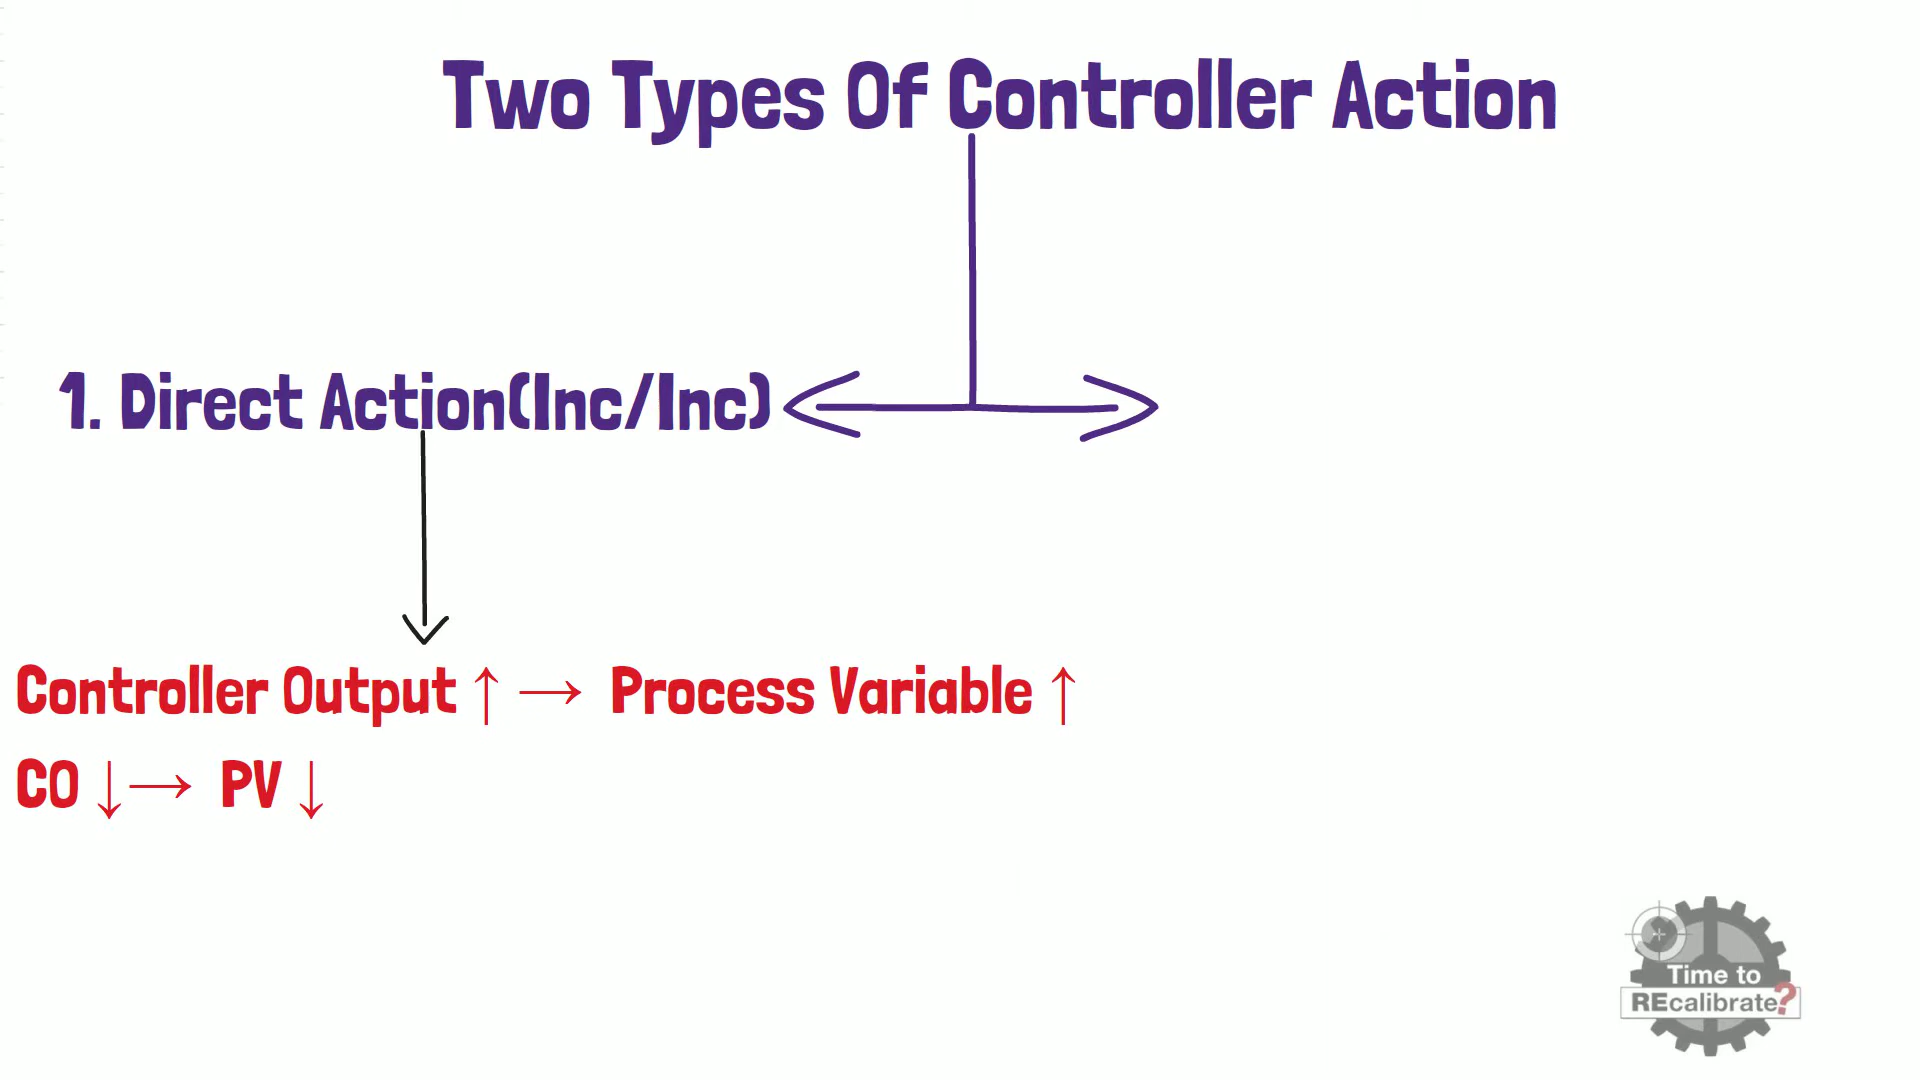 Two Types Of Controller Action
1. Direct Action(Inc/Inc)
Controller Output ↑ → Process Variable ↑
CO ↓ → PV ↓
Time to
REcalibrate?